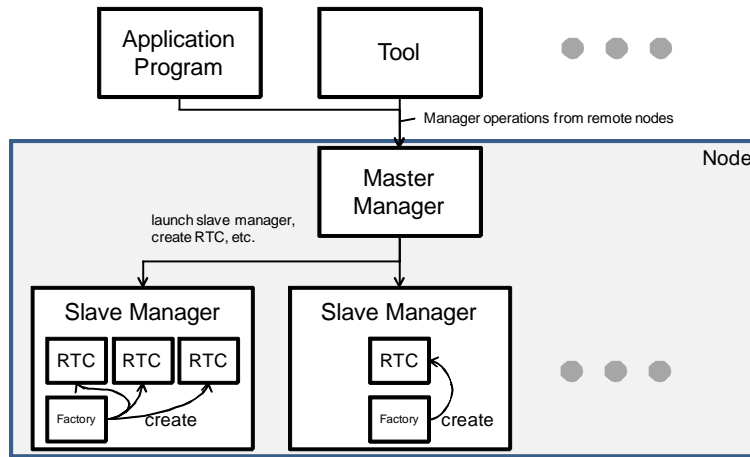 Application
Program
Tool
Manager operations from remote nodes
Node
Master
Manager
launch slave manager,
create RTC, etc.
Slave Manager
RTC
RTC
RTC
Factory
create
Slave Manager
RTC
Factory
create